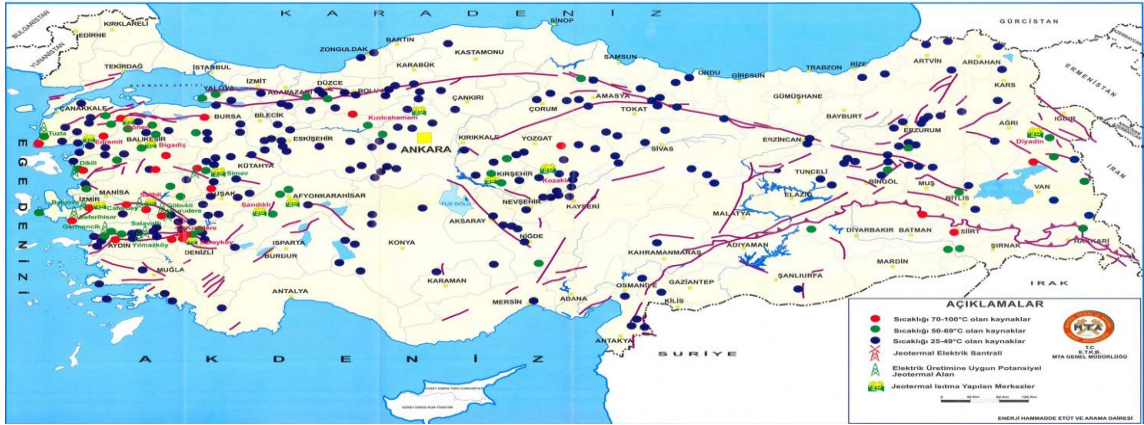 K A R A D E N İ Z
GÜRCİSTAN
BULGARİSTAN
YUNANİSTAN
ERMENİSTAN
İRAN
EDİRNE
KIRKLARELİ
TEKİRDAĞ
İSTANBUL
İZMİT
YALOVA
ADAPAZARI
DÜZCE
BOLU
ZONGULDAK
BARTIN
KARABÜK
KASTAMONU
SİNOP
ÇANKIRI
SAMSUN
ORDU
GİRESUN
TRABZON
RİZE
ARTVİN
ARDAHAN
KARS
ÇANAKKALE
BURSA
BİLECİK
ESKİŞEHİR
Kızılcahamam
ANKARA
KIRIKKALE
ÇORUM
AMASYA
TOKAT
YOZGAT
SİVAS
GÜMÜŞHANE
BAYBURT
ERZİNCAN
ERZURUM
AĞRI
IĞDIR
Diyadin
Tuzla
Gönen
Edremit
BALIKESİR
Bigadiç
Dikili
KÜTAHYA
Simav
MANİSA
UŞAK
AFYONKARAHİSAR
Sandıklı
İZMİR
Balçova
Seferihisar
Salihli
Caferbey
Göbekli
Germencik
Salavatlı
AYDIN
Yılmazköy
DENİZLİ
MUĞLA
BURDUR
ISPARTA
ANTALYA
KIRŞEHİR
Kozaklı
NEVŞEHİR
KAYSERİ
TUZ GÖLÜ
AKSARAY
NİĞDE
KONYA
KARAMAN
MERSİN
ADANA
OSMANİYE
ANTAKYA
KİLİS
GAZİANTEP
KAHRAMANMARAŞ
ADIYAMAN
MALATYA
ELAZIĞ
TUNCELİ
BİNGÖL
MUŞ
BİTLİS
VAN
DİYARBAKIR
BATMAN
SİİRT
ŞIRNAK
HAKKARİ
MARDİN
ŞANLIURFA
E G E D E N İ Z İ
A K D E N İ Z
SURİYE
IRAK
AÇIKLAMALAR
Sıcaklığı 70-100°C olan kaynaklar
Sıcaklığı 50-69°C olan kaynaklar
Sıcaklığı 25-49°C olan kaynaklar
Jeotermal Elektrik Santrali
Elektrik Üretimine Uygun Potansiyel
Jeotermal Alan
Jeotermal Isıtma Yapılan Merkezler
MTA
T.C
E.T.K.B.
MTA GENEL MÜDÜRLÜĞÜ
ENERJİ HAMMADDE ETÜT VE ARAMA DAİRESİ